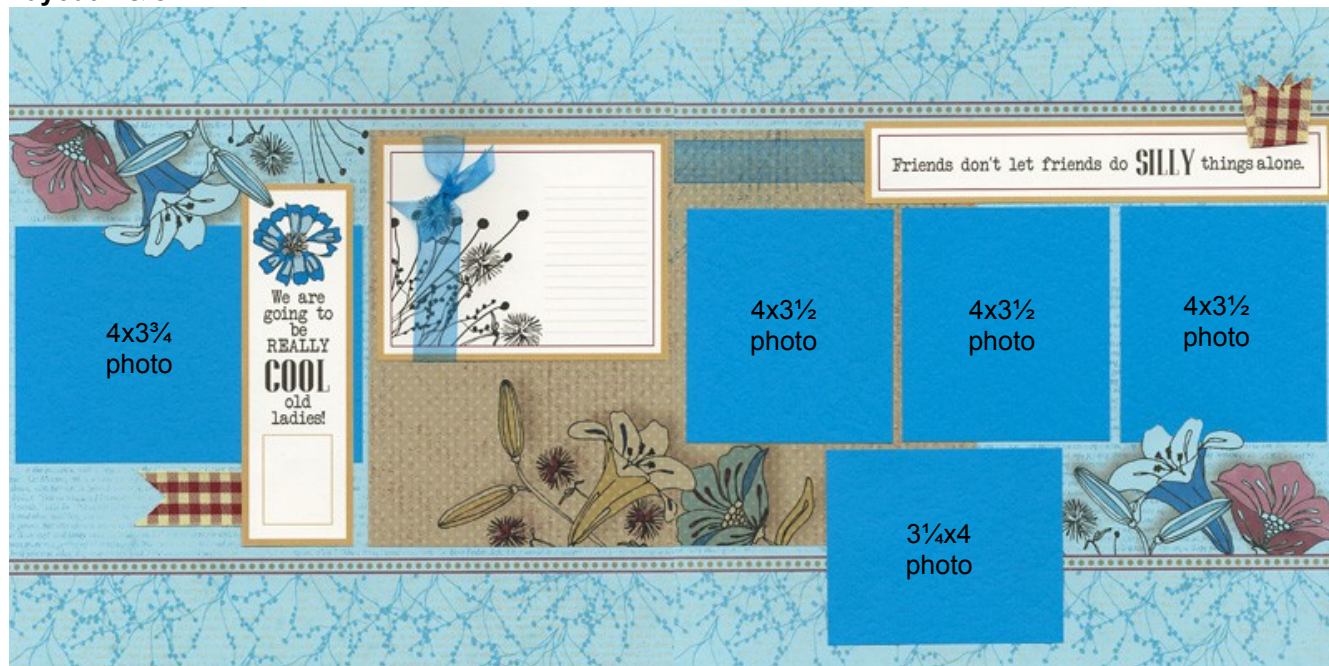 Friends don't let friends do SILLY things alone.
We are
going to
be
REALLY
COOL
old
ladies!
4x3¾
photo
4x3½
photo
4x3½
photo
4x3½
photo
3¼x4
photo